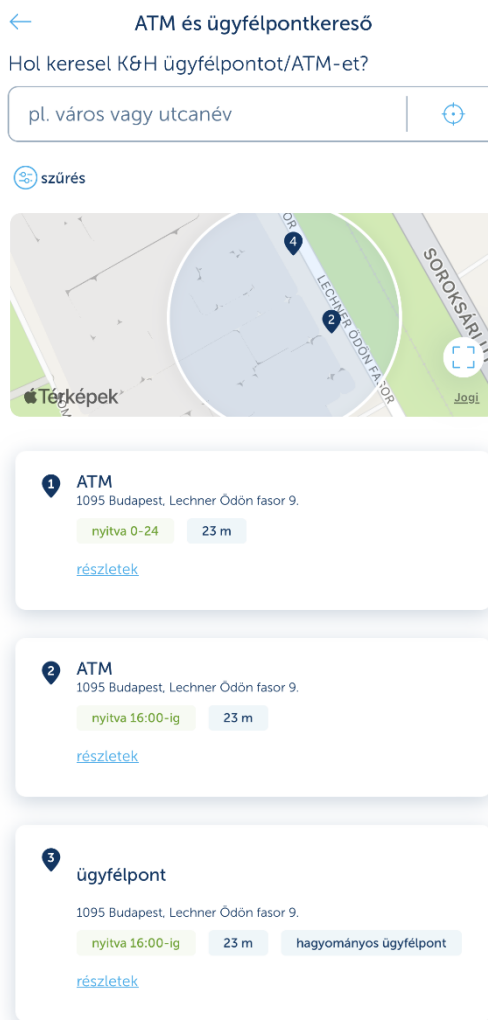 ATM és ügyfélpontkereső
Hol keresel K&H ügyfélpontot/ATM-et?
pl. város vagy utcanév
szűrés
4
OR
LECHNER ÖDÖN FASOR
2
SOROKSÁRI
Térképek
Jogi
1
ATM
1095 Budapest, Lechner Ödön fasor 9.
nyitva 0-24 23 m
részletek
2
ATM
1095 Budapest, Lechner Ödön fasor 9.
nyitva 16:00-ig 23 m
részletek
3
ügyfélpont
1095 Budapest, Lechner Ödön fasor 9.
nyitva 16:00-ig 23 m hagyományos ügyfélpont
részletek